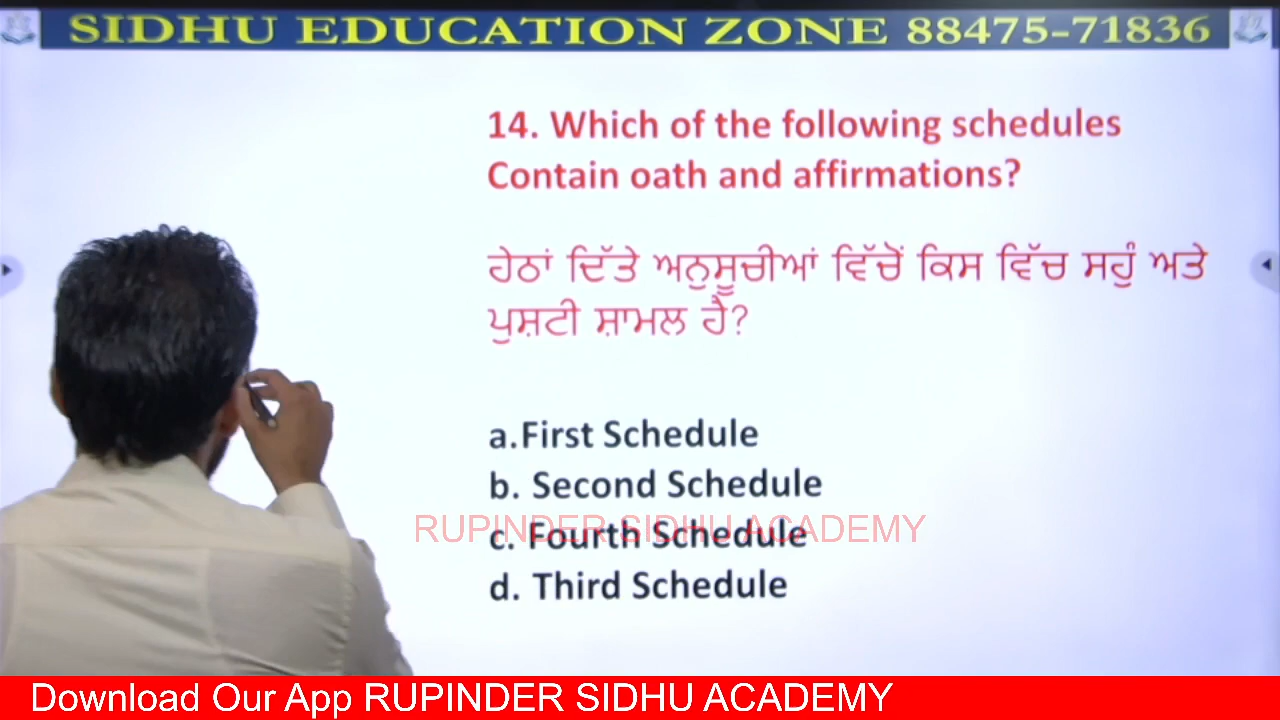 SIDHU EDUCATION ZONE 88475-71836
14. Which of the following schedules
Contain oath and affirmations?
ਹੇਠਾਂ ਦਿੱਤੇ ਅਨੁਸੂਚੀਆਂ ਵਿੱਚੋਂ ਕਿਸ ਵਿੱਚ ਸਹੁੰ ਅਤੇ
ਪੁਸ਼ਟੀ ਸ਼ਾਮਲ ਹੈ?
a.First Schedule
b. Second Schedule
RUPINDER SIDHU ACADEMY
c. Fourth Schedule
d. Third Schedule
Download Our App RUPINDER SIDHU ACADEMY